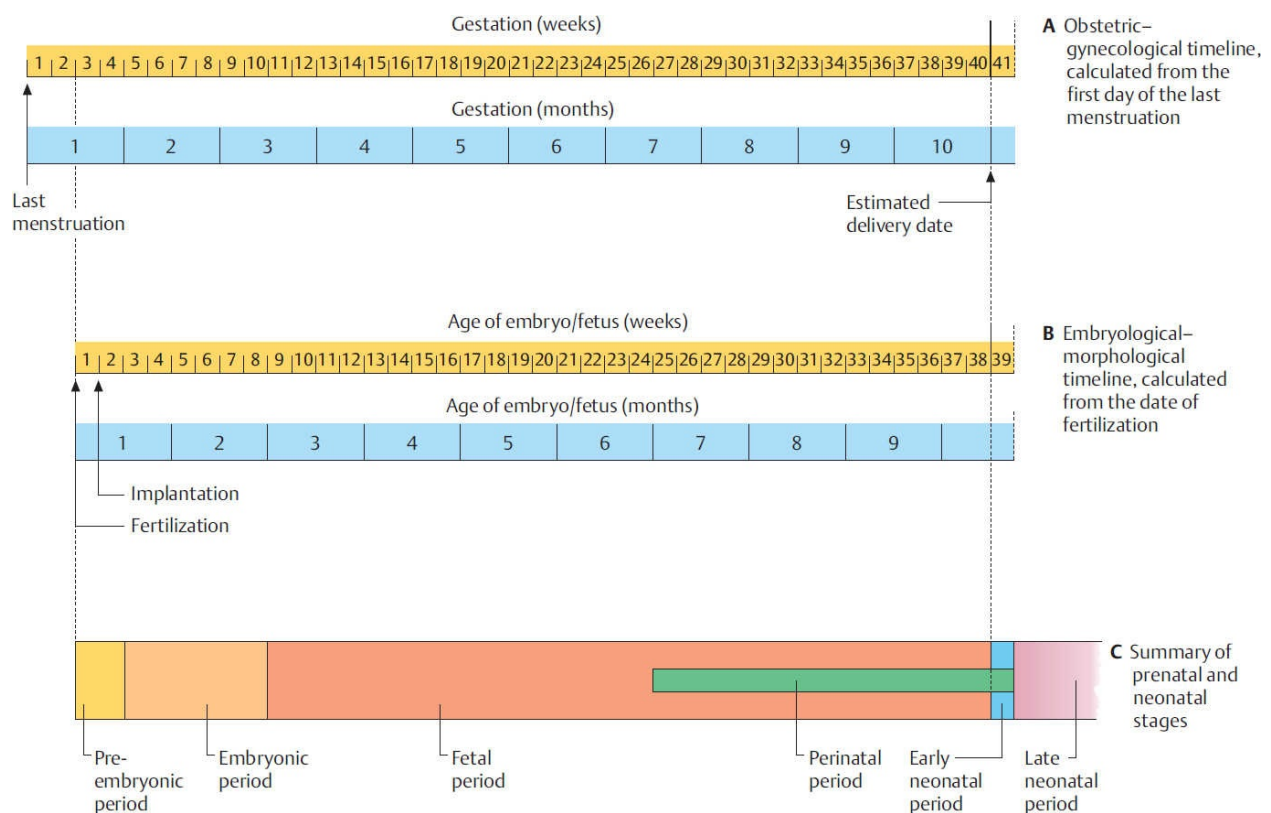 Gestation (weeks)
1 2 3 4 5 6 7 8 9 10 11 12 13 14 15 16 17 18 19 20 21 22 23 24 25 26 27 28 29 30 31 32 33 34 35 36 37 38 39 40 41
Gestation (months)
1 2 3 4 5 6 7 8 9 10
Last
menstruation
Estimated
delivery date
A Obstetric–
gynecological timeline,
calculated from the
first day of the last
menstruation
Age of embryo/fetus (weeks)
1 2 3 4 5 6 7 8 9 10 11 12 13 14 15 16 17 18 19 20 21 22 23 24 25 26 27 28 29 30 31 32 33 34 35 36 37 38 39
Age of embryo/fetus (months)
1 2 3 4 5 6 7 8 9
Implantation
Fertilization
B Embryological–
morphological
timeline, calculated
from the date of
fertilization
C Summary of
prenatal and
neonatal
stages
Pre-
embryonic
period
Embryonic
period
Fetal
period
Perinatal
period
Early
neonatal
period
Late
neonatal
period